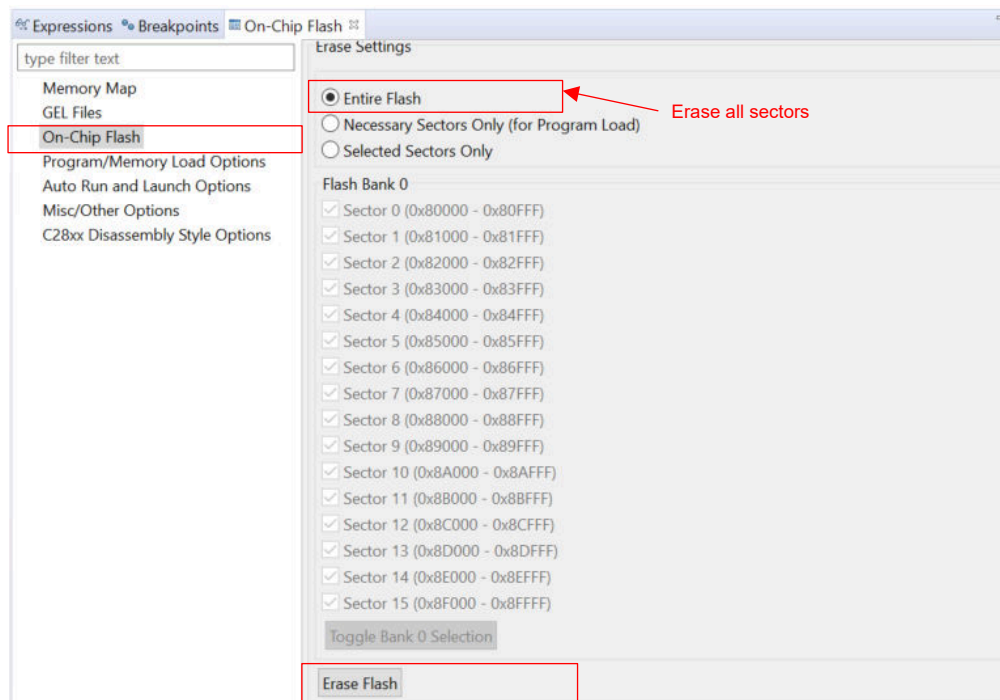 Expressions Breakpoints On-Chip Flash
type filter text
Memory Map
GEL Files
On-Chip Flash
Program/Memory Load Options
Auto Run and Launch Options
Misc/Other Options
C28xx Disassembly Style Options
Erase Settings
Entire Flash
Erase all sectors
Necessary Sectors Only (for Program Load)
Selected Sectors Only
Flash Bank 0
Sector 0 (0x80000 - 0x80FFF)
Sector 1 (0x81000 - 0x81FFF)
Sector 2 (0x82000 - 0x82FFF)
Sector 3 (0x83000 - 0x83FFF)
Sector 4 (0x84000 - 0x84FFF)
Sector 5 (0x85000 - 0x85FFF)
Sector 6 (0x86000 - 0x86FFF)
Sector 7 (0x87000 - 0x87FFF)
Sector 8 (0x88000 - 0x88FFF)
Sector 9 (0x89000 - 0x89FFF)
Sector 10 (0x8A000 - 0x8AFFF)
Sector 11 (0x8B000 - 0x8BFFF)
Sector 12 (0x8C000 - 0x8CFFF)
Sector 13 (0x8D000 - 0x8DFFF)
Sector 14 (0x8E000 - 0x8EFFF)
Sector 15 (0x8F000 - 0x8FFFF)
Toggle Bank 0 Selection
Erase Flash